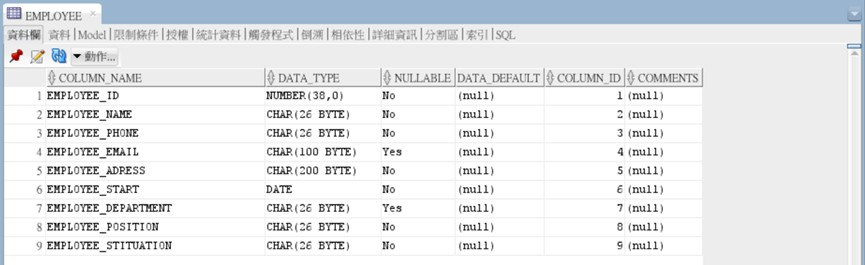 EMPLOYEE ×
資料欄 資料 | Model | 限制條件 | 授權 | 統計資料 | 觸發程式 | 倒溯 | 相依性 | 詳細資訊 | 分割區 | 索引 | SQL
動作...
COLUMN_NAME DATA_TYPE NULLABLE DATA_DEFAULT COLUMN_ID COMMENTS
1 EMPLOYEE_ID NUMBER(38,0) No (null) 1 (null)
2 EMPLOYEE_NAME CHAR(26 BYTE) No (null) 2 (null)
3 EMPLOYEE_PHONE CHAR(26 BYTE) No (null) 3 (null)
4 EMPLOYEE_EMAIL CHAR(100 BYTE) Yes (null) 4 (null)
5 EMPLOYEE_ADRESS CHAR(200 BYTE) No (null) 5 (null)
6 EMPLOYEE_START DATE No (null) 6 (null)
7 EMPLOYEE_DEPARTMENT CHAR(26 BYTE) Yes (null) 7 (null)
8 EMPLOYEE_POSITION CHAR(26 BYTE) No (null) 8 (null)
9 EMPLOYEE_STITUATION CHAR(26 BYTE) No (null) 9 (null)